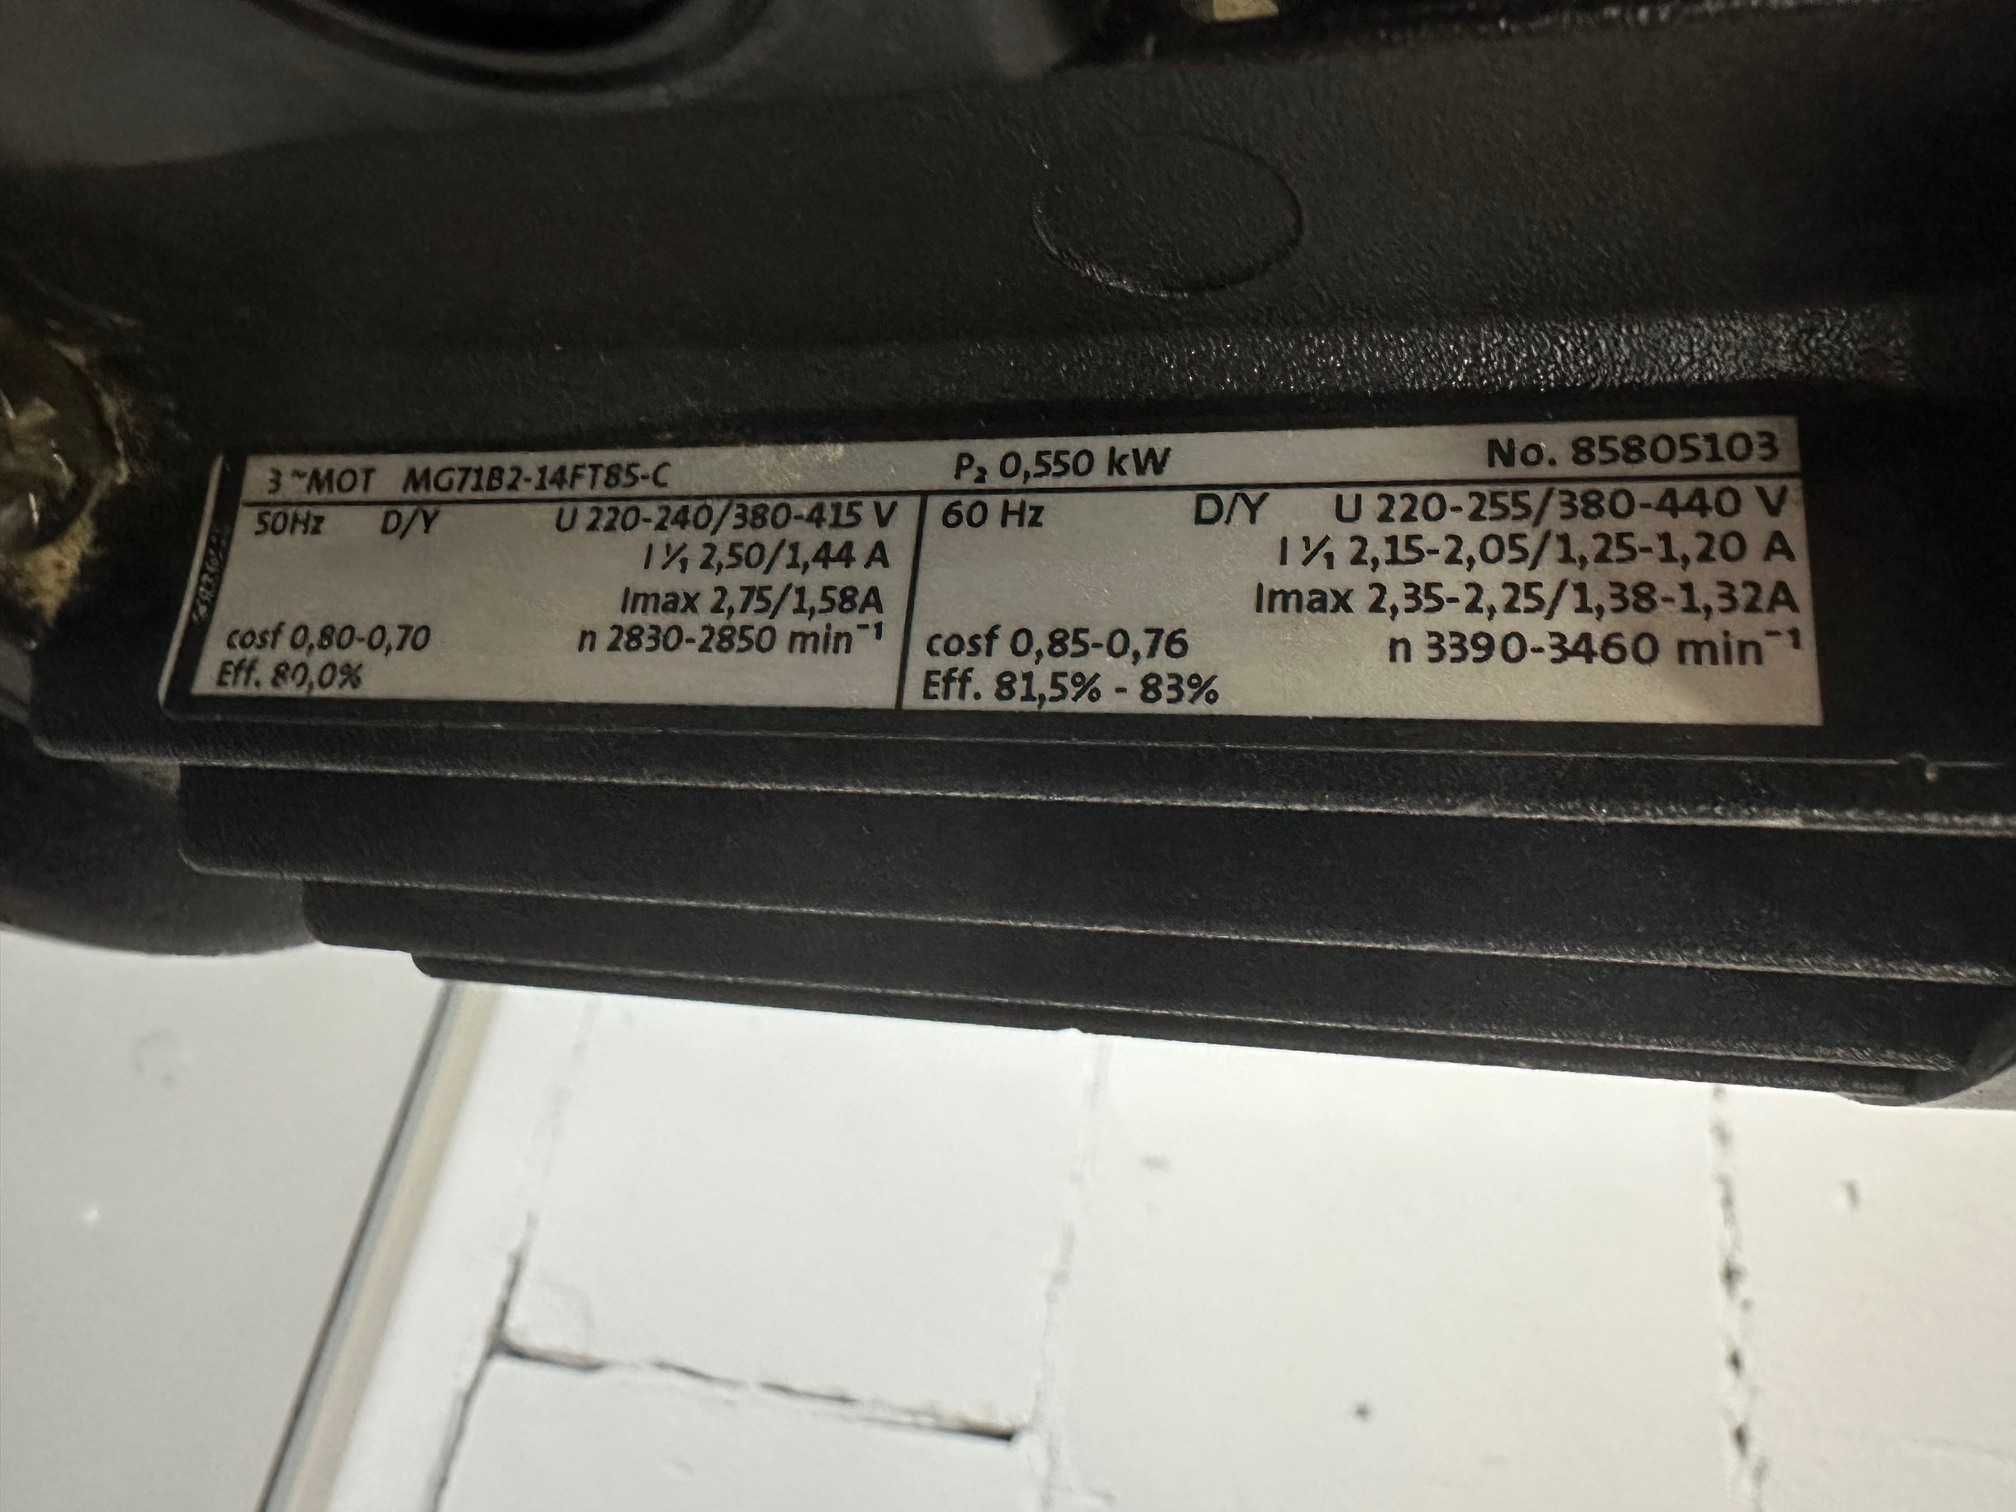 3 ~MOT MG71B2-14FT85-C P₂ 0,550 kW No. 85805103
50Hz D/Y U 220-240/380-415 V
I 1/1 2,50/1,44 A
Imax 2,75/1,58A
cosf 0,80-0,70 n 2830-2850 min⁻¹
Eff. 80,0%
60 Hz D/Y U 220-255/380-440 V
I 1/1 2,15-2,05/1,25-1,20 A
Imax 2,35-2,25/1,38-1,32A
cosf 0,85-0,76 n 3390-3460 min⁻¹
Eff. 81,5% - 83%